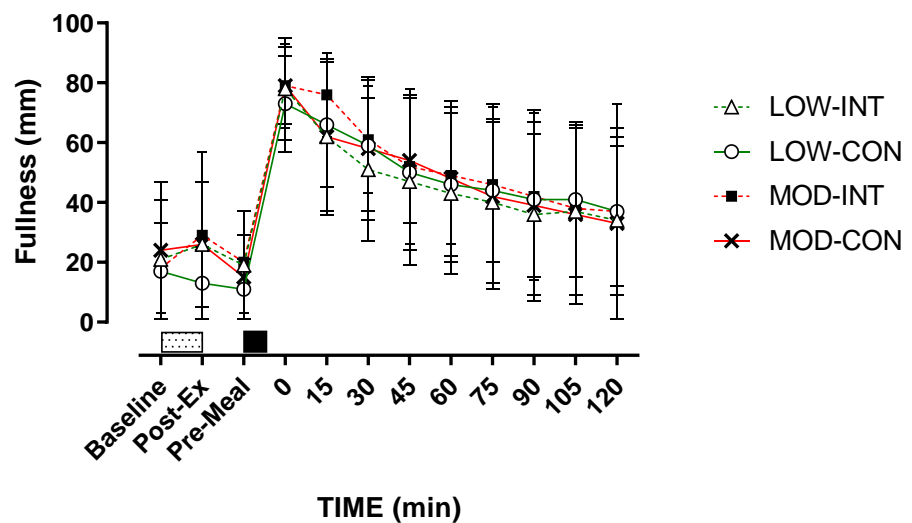 Fullness (mm)
100
80
60
40
20
0
Baseline
Post-Ex
Pre-Meal
0
15
30
45
60
75
90
105
120
TIME (min)
LOW-INT
LOW-CON
MOD-INT
MOD-CON